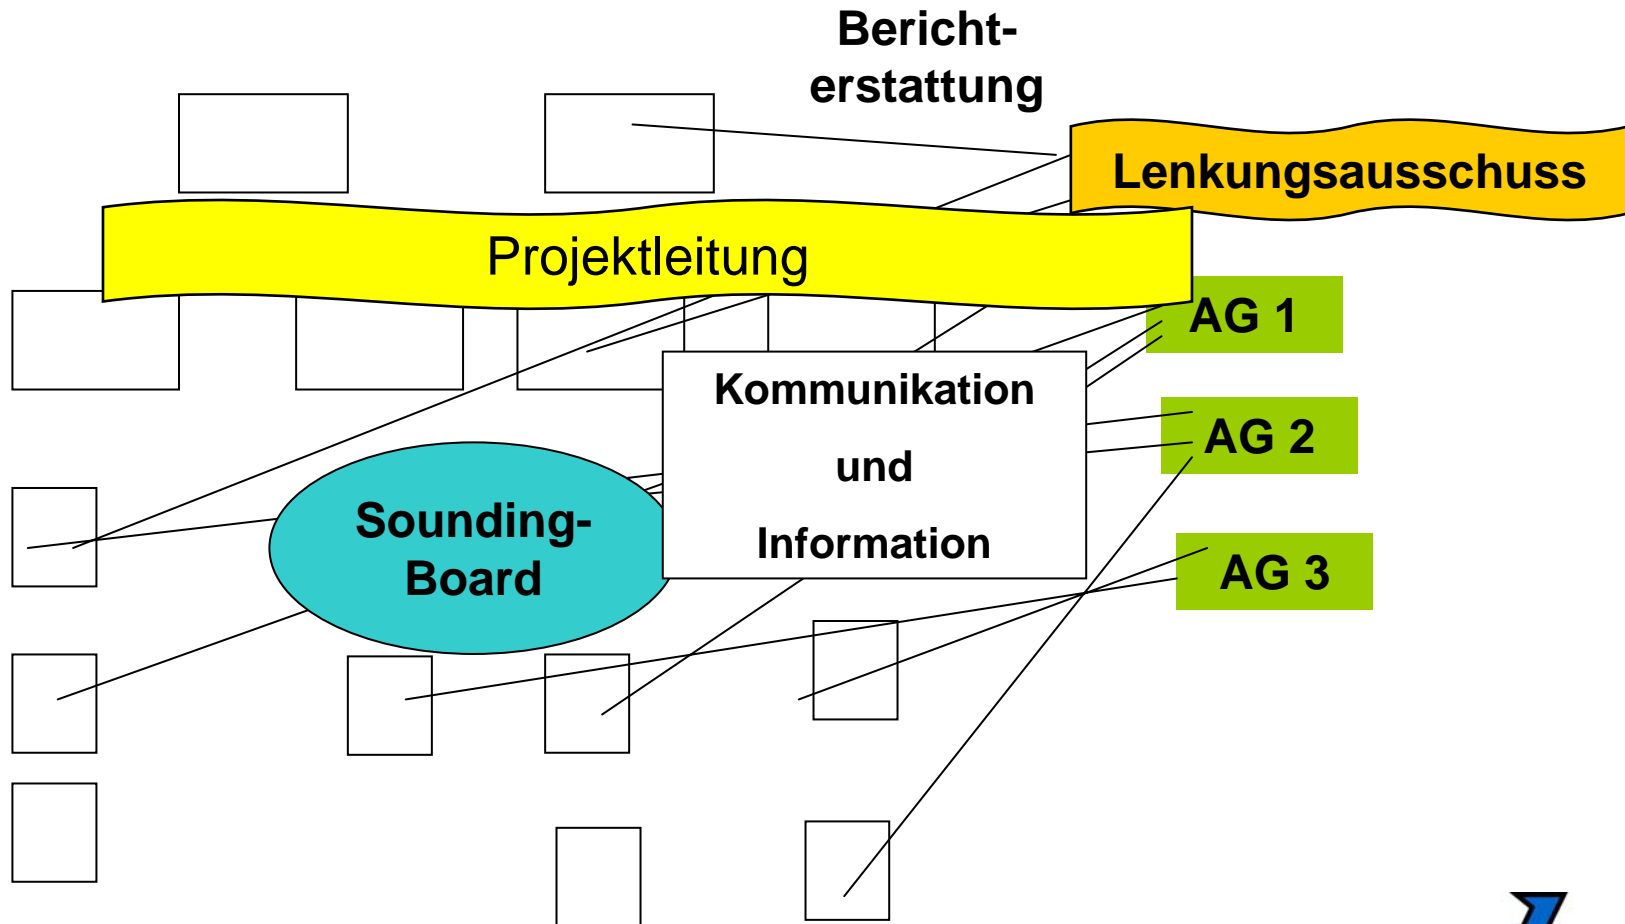 Bericht-
erstattung
Lenkungsausschuss
Projektleitung
AG 1
Kommunikation
und
Information
AG 2
Sounding-
Board
AG 3